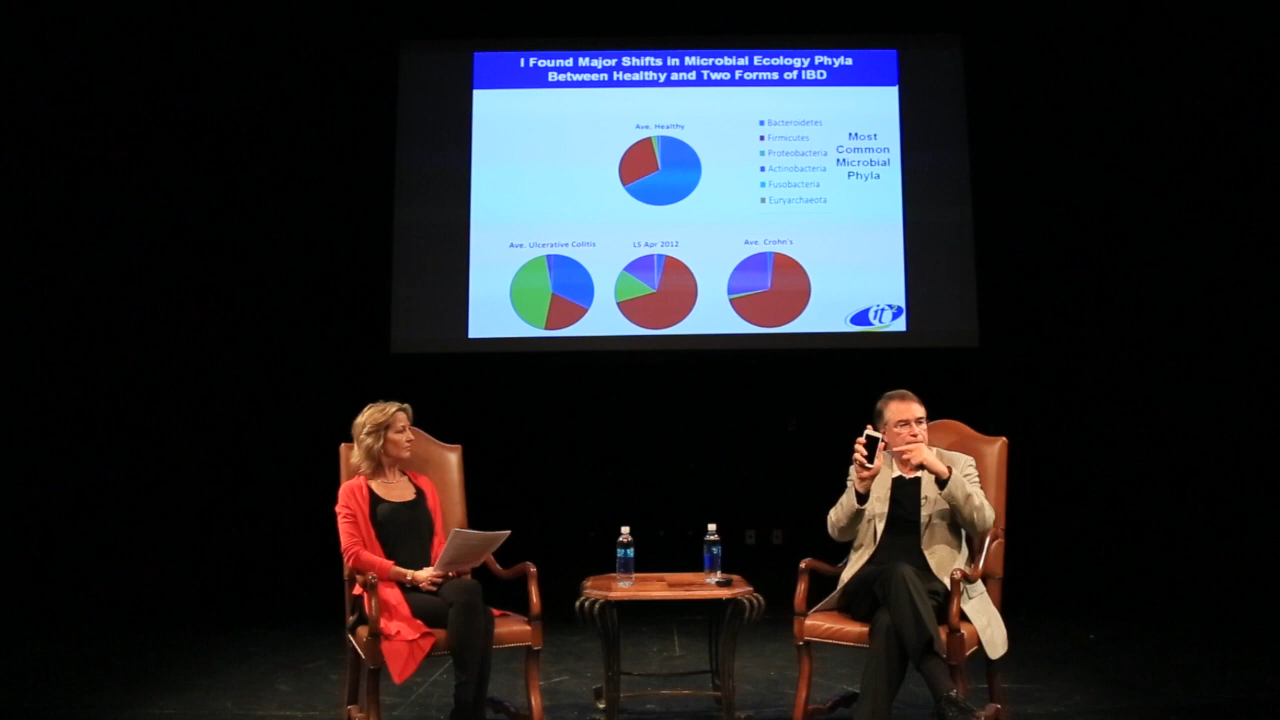 I Found Major Shifts in Microbial Ecology Phyla
Between Healthy and Two Forms of IBD
Ave. Healthy
Bacteroidetes
Firmicutes
Proteobacteria
Actinobacteria
Fusobacteria
Euryarchaeota
Most
Common
Microbial
Phyla
Ave. Ulcerative Colitis
LS Apr 2012
Ave. Crohn's
it2